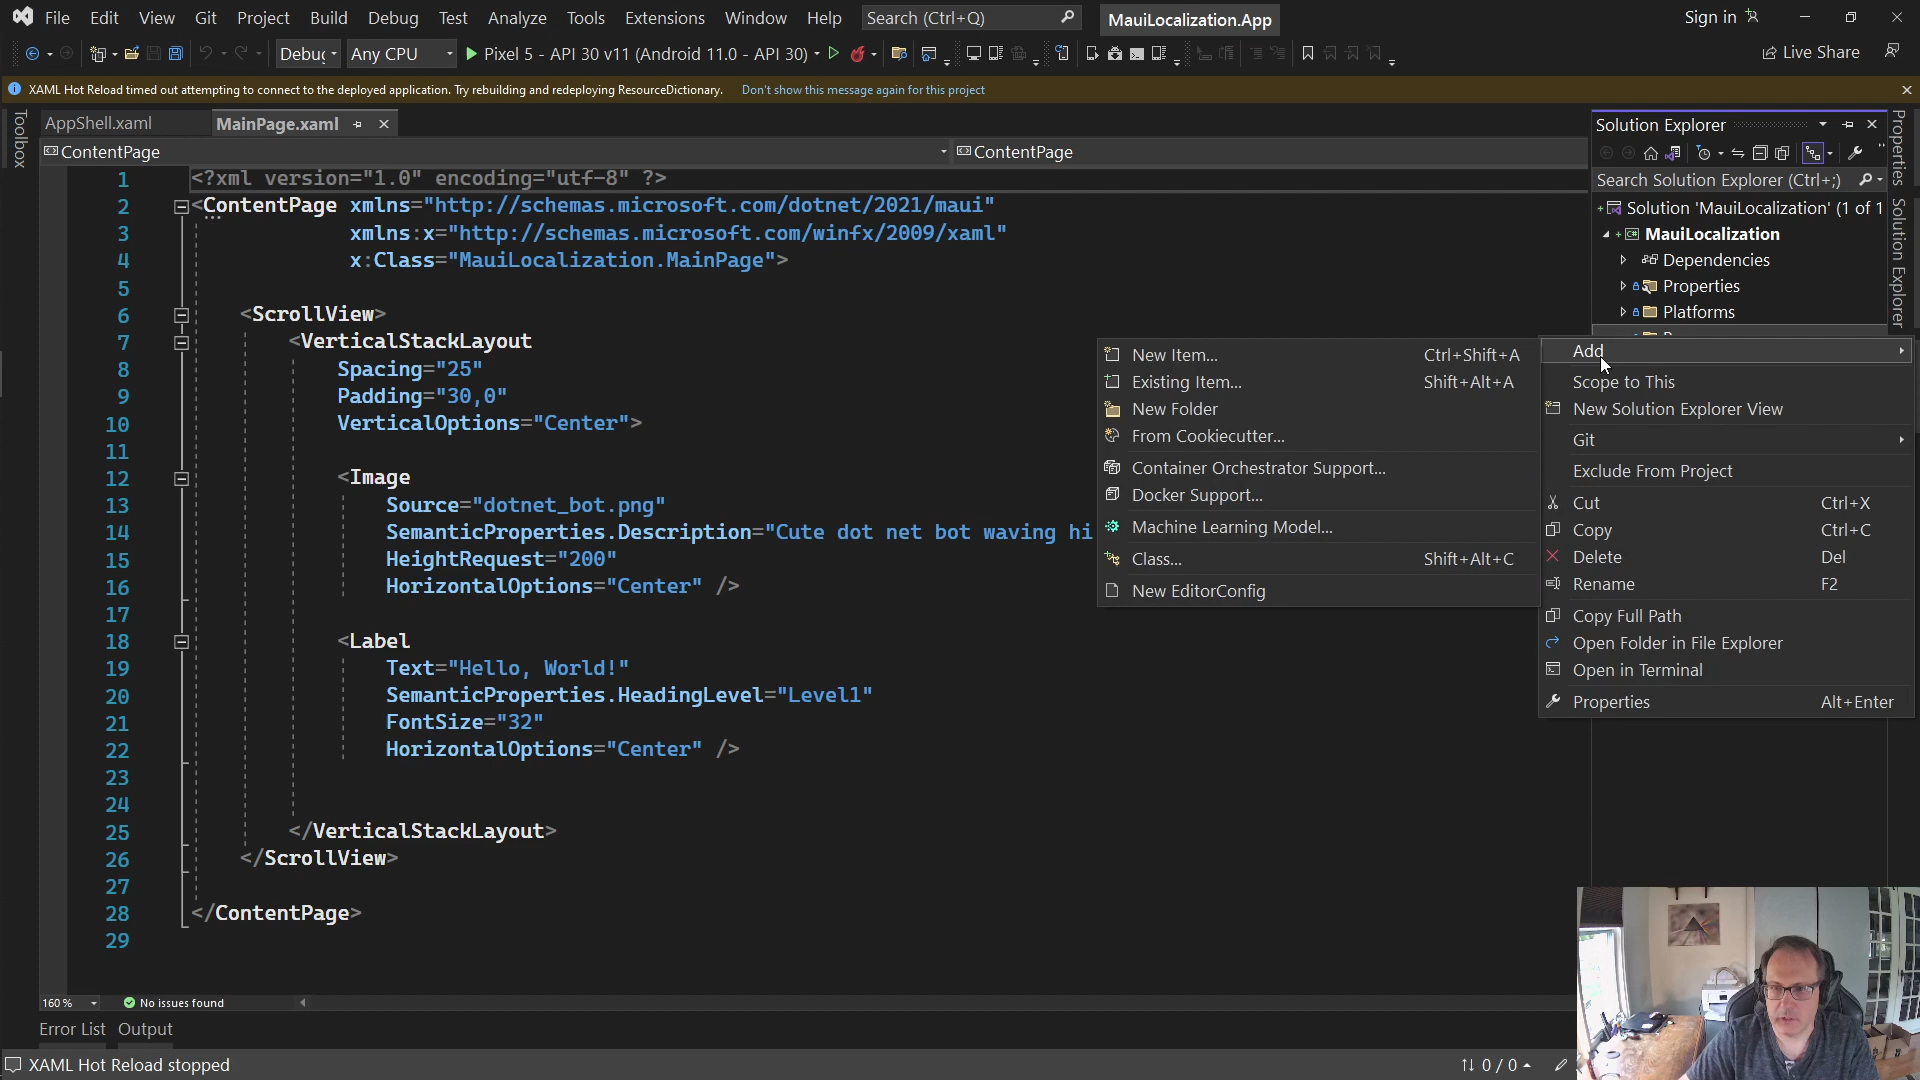 File Edit View Git Project Build Debug Test Analyze Tools Extensions Window Help Search (Ctrl+Q) MauiLocalization.App Sign in
Any CPU Pixel 5 - API 30 v11 (Android 11.0 - API 30) Live Share
XAML Hot Reload timed out attempting to connect to the deployed application. Try rebuilding and redeploying ResourceDictionary. Don't show this message again for this project
Toolbox
AppShell.xaml MainPage.xaml
ContentPage ContentPage
1 <?xml version="1.0" encoding="utf-8" ?>
2 <ContentPage xmlns="http://schemas.microsoft.com/dotnet/2021/maui"
3 xmlns:x="http://schemas.microsoft.com/winfx/2009/xaml"
4 x:Class="MauiLocalization.MainPage">
5
6 <ScrollView>
7 <VerticalStackLayout
8 Spacing="25"
9 Padding="30,0"
10 VerticalOptions="Center">
11
12 <Image
13 Source="dotnet_bot.png"
14 SemanticProperties.Description="Cute dot net bot waving hi
15 HeightRequest="200"
16 HorizontalOptions="Center" />
17
18 <Label
19 Text="Hello, World!"
20 SemanticProperties.HeadingLevel="Level1"
21 FontSize="32"
22 HorizontalOptions="Center" />
23
24
25 </VerticalStackLayout>
26 </ScrollView>
27
28 </ContentPage>
29
New Item... Ctrl+Shift+A
Existing Item... Shift+Alt+A
New Folder
From Cookiecutter...
Container Orchestrator Support...
Docker Support...
Machine Learning Model...
Class... Shift+Alt+C
New EditorConfig
Solution Explorer
Search Solution Explorer (Ctrl+;)
Solution 'MauiLocalization' (1 of 1
MauiLocalization
Dependencies
Properties
Platforms
Add
Scope to This
New Solution Explorer View
Git
Exclude From Project
Cut Ctrl+X
Copy Ctrl+C
Delete Del
Rename F2
Copy Full Path
Open Folder in File Explorer
Open in Terminal
Properties Alt+Enter
Properties
Solution Explorer
160 % No issues found
Error List Output
XAML Hot Reload stopped 0 / 0